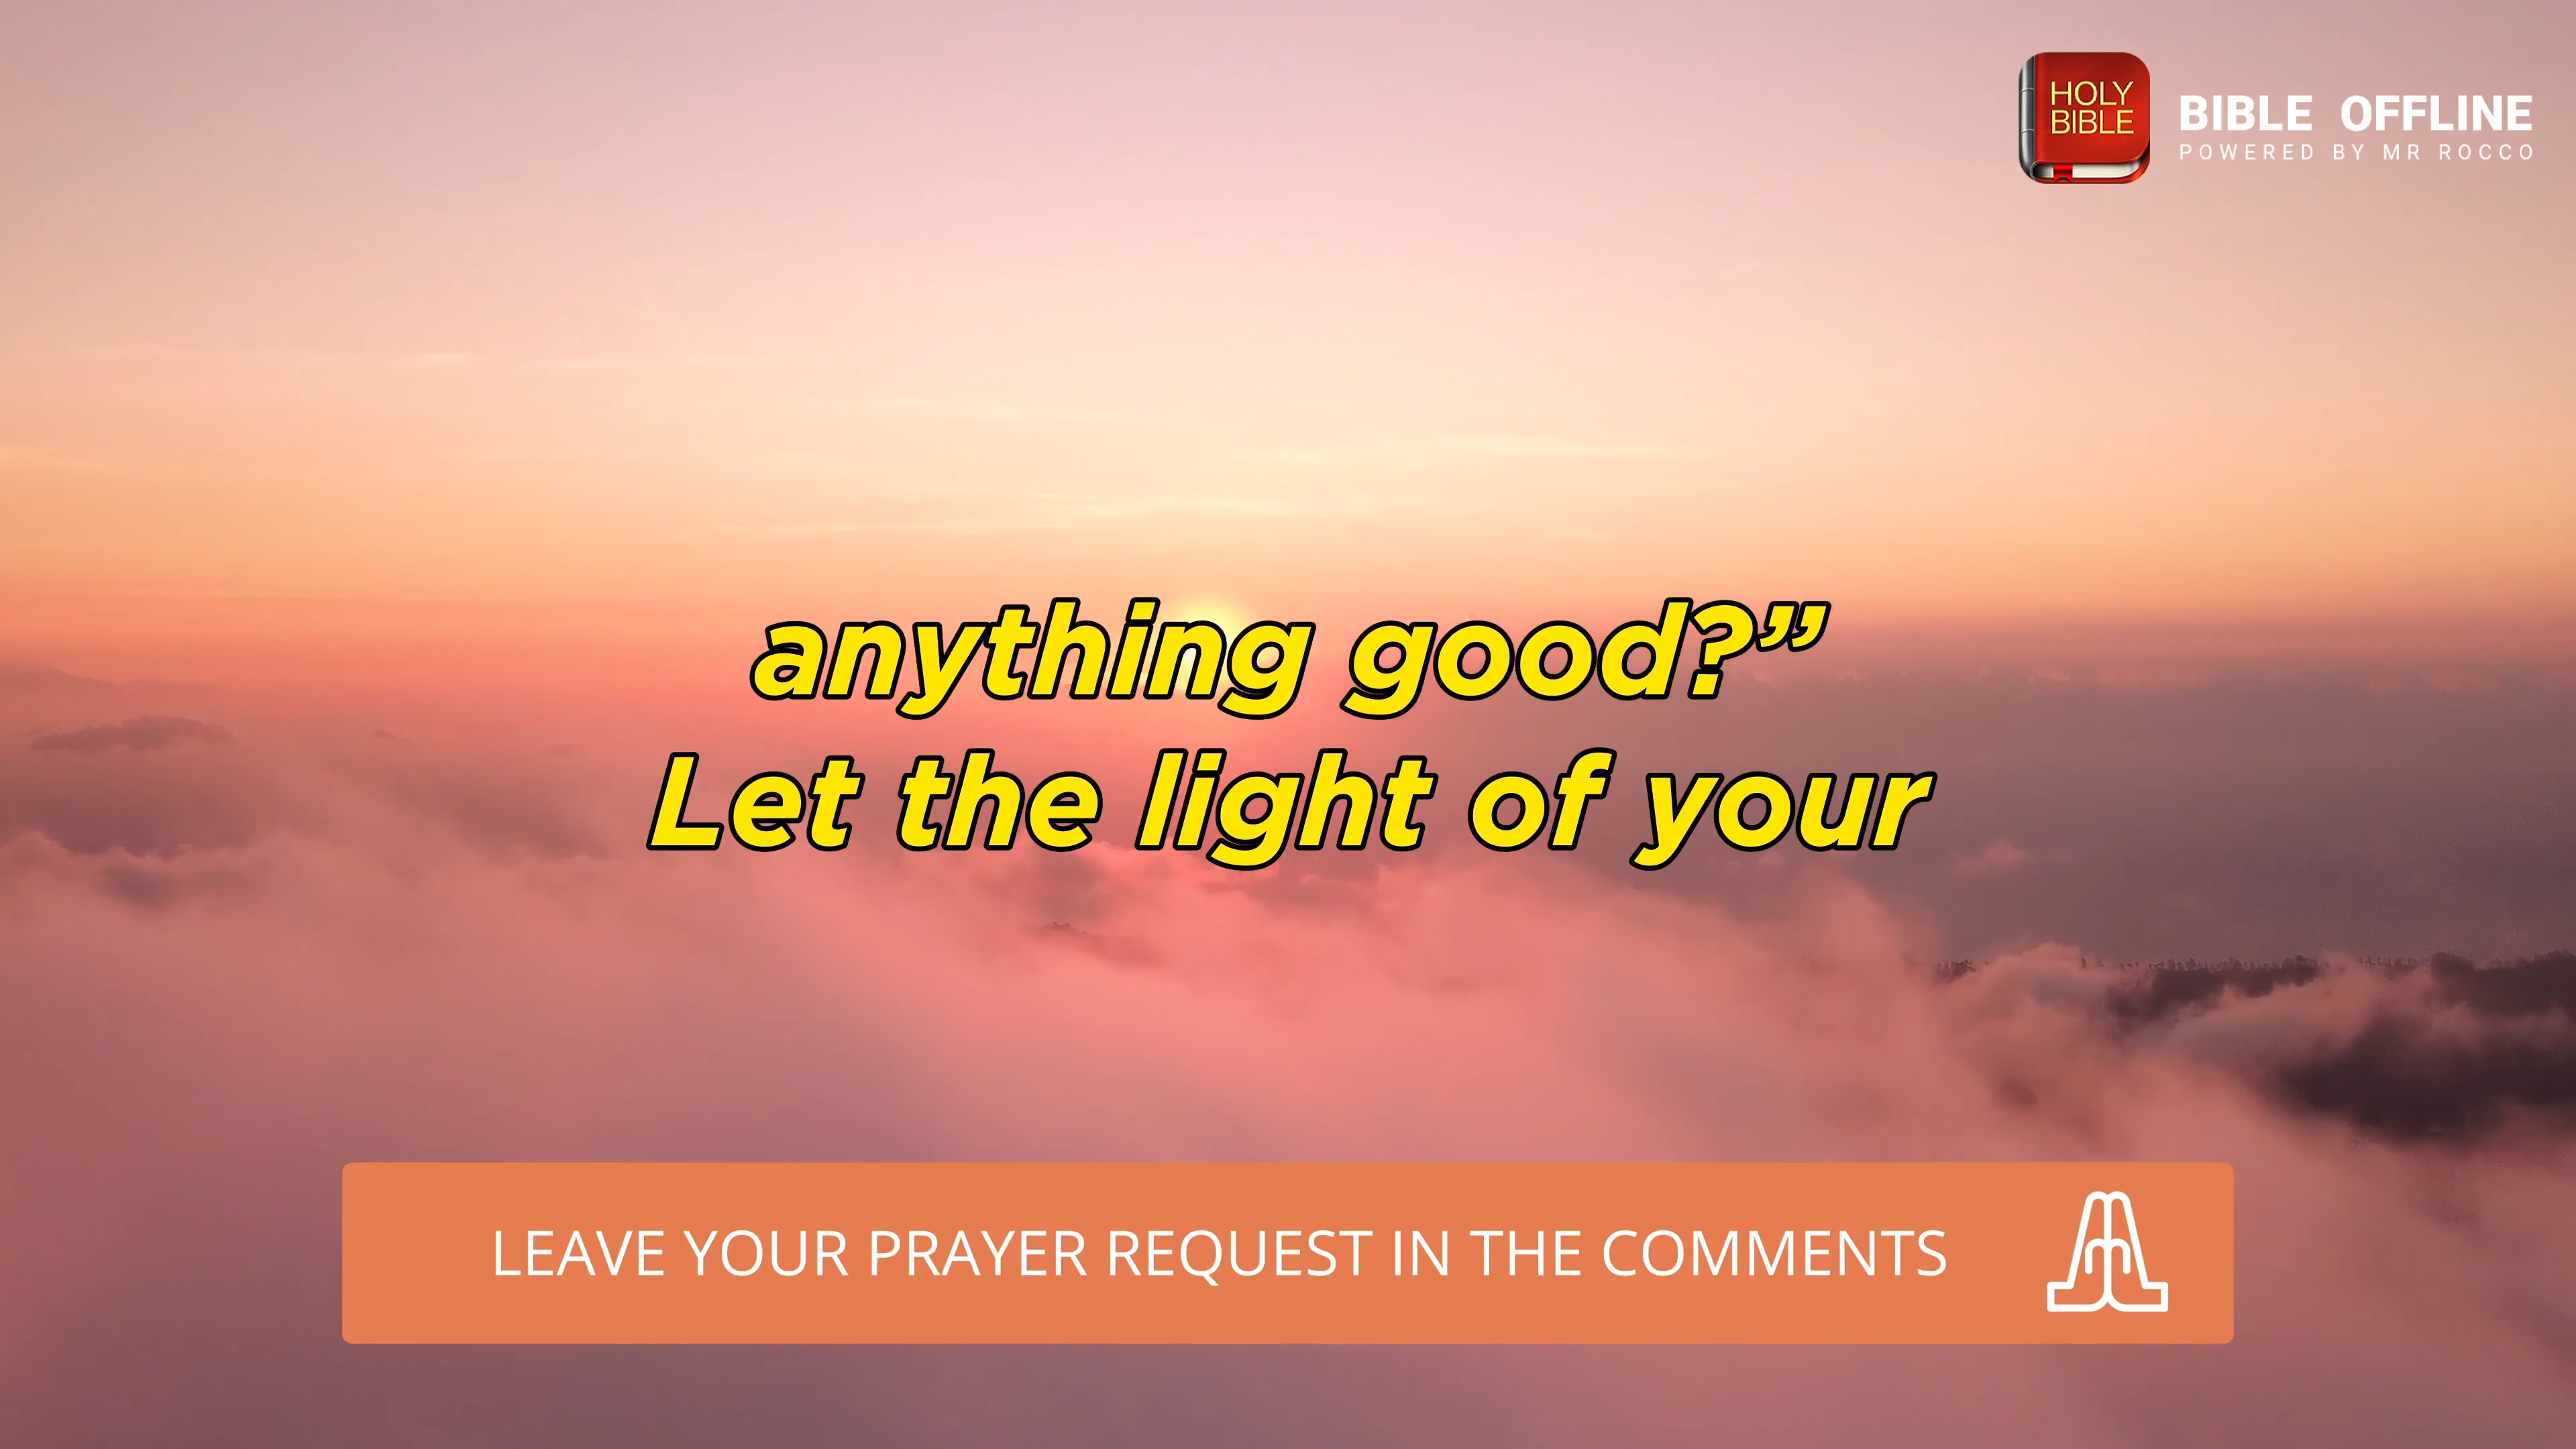 HOLY
BIBLE
BIBLE OFFLINE
POWERED BY MR ROCCO
anything good?”
Let the light of your
LEAVE YOUR PRAYER REQUEST IN THE COMMENTS